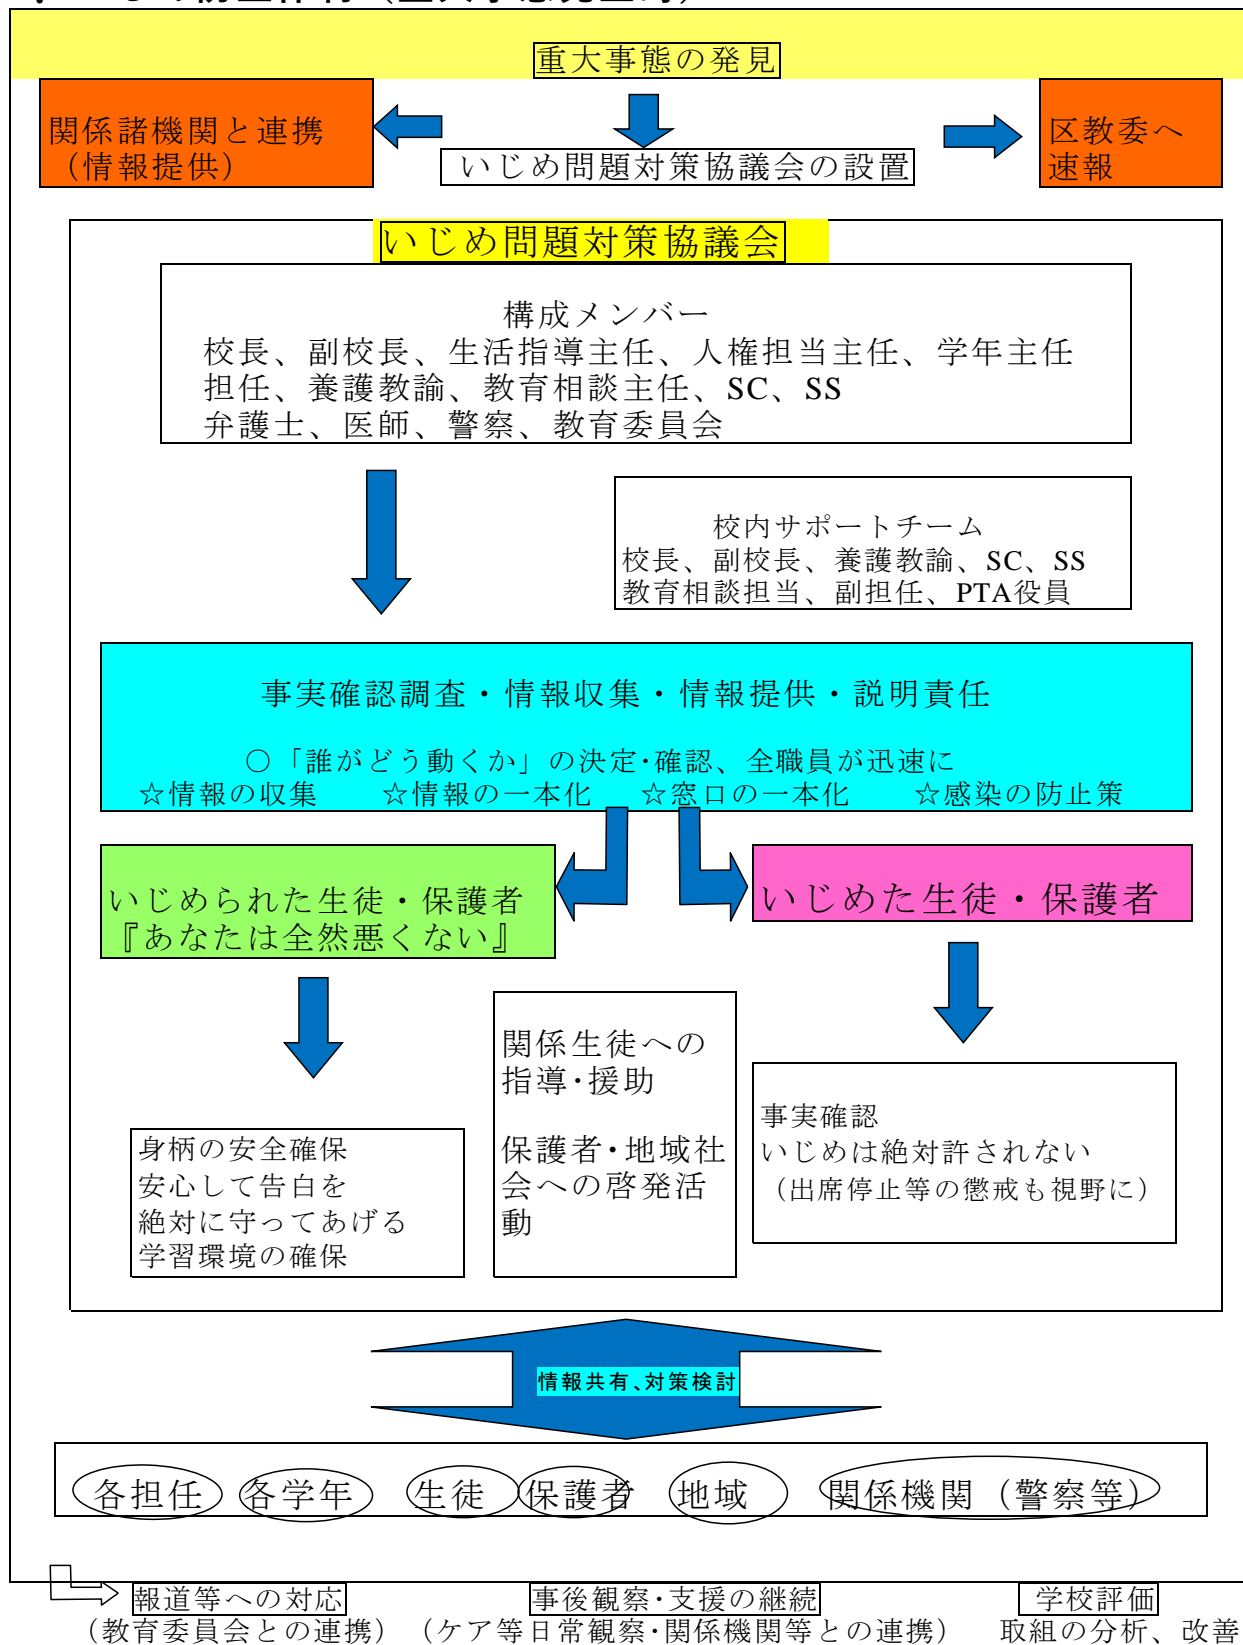 重大事態の発見
関係諸機関と連携
（情報提供）
いじめ問題対策協議会の設置
区教委へ
速報
いじめ問題対策協議会
構成メンバー
校長、副校長、生活指導主任、人権担当主任、学年主任
担任、養護教諭、教育相談主任、SC、SS
弁護士、医師、警察、教育委員会
校内サポートチーム
校長、副校長、養護教諭、SC、SS
教育相談担当、副担任、PTA役員
事実確認調査・情報収集・情報提供・説明責任
○「誰がどう動くか」の決定・確認、全職員が迅速に
☆情報の収集 ☆情報の一本化 ☆窓口の一本化 ☆感染の防止策
いじめられた生徒・保護者
『あなたは全然悪くない』
いじめた生徒・保護者
身柄の安全確保
安心して告白を
絶対に守ってあげる
学習環境の確保
関係生徒への
指導・援助
保護者・地域社
会への啓発活
動
事実確認
いじめは絶対許されない
（出席停止等の懲戒も視野に）
情報共有、対策検討
各担任 各学年 生徒 保護者 地域 関係機関（警察等）
報道等への対応 事後観察・支援の継続 学校評価
（教育委員会との連携）（ケア等日常観察・関係機関等との連携） 取組の分析、改善